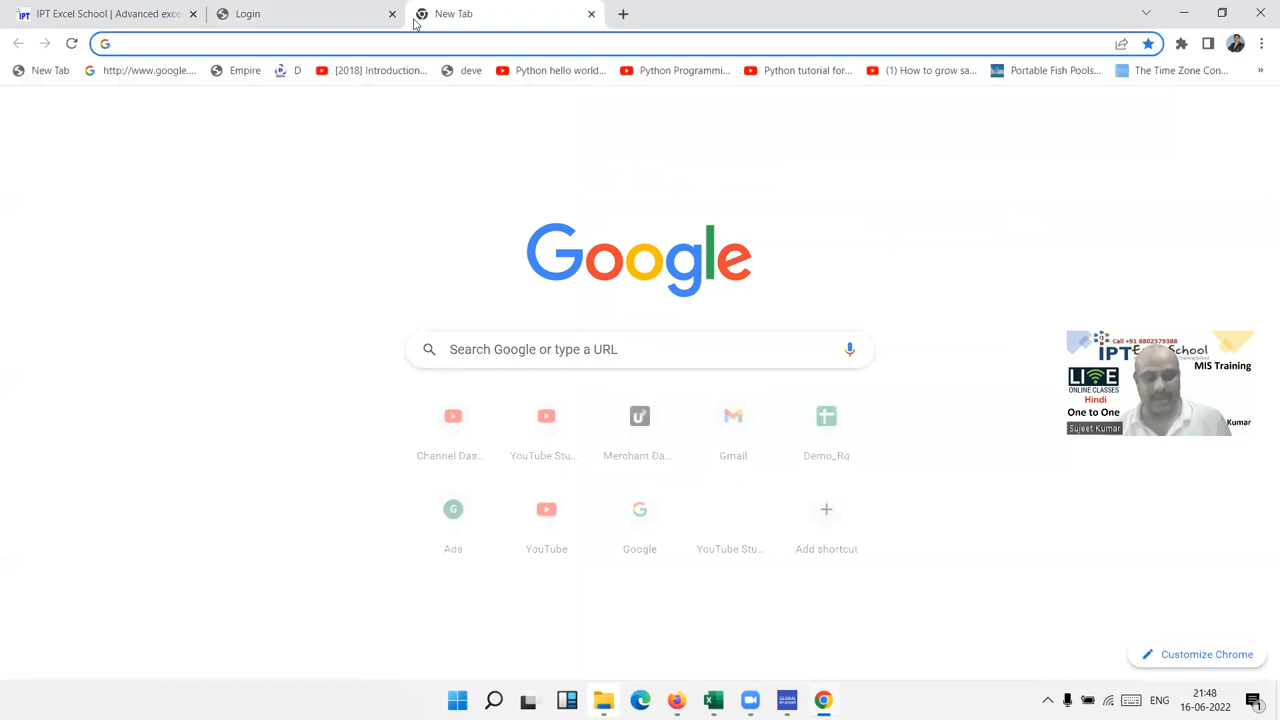 IPT Excel School | Advanced exce
Login
New Tab
New Tab
http://www.google....
Empire
D
[2018] Introduction...
deve
Python hello world...
Python Programmi...
Python tutorial for...
(1) How to grow sa...
Portable Fish Pools...
The Time Zone Con...
»
Google
Search Google or type a URL
Channel Das...
YouTube Stu...
Merchant Da...
Gmail
Demo_Rq
Ads
YouTube
Google
YouTube Stu...
Add shortcut
Call +91 8802579388
MIS Training
LIVE
ONLINE CLASSES
Hindi
One to One
Kumar
Sujeet Kumar
Customize Chrome
ENG
21:48
16-06-2022